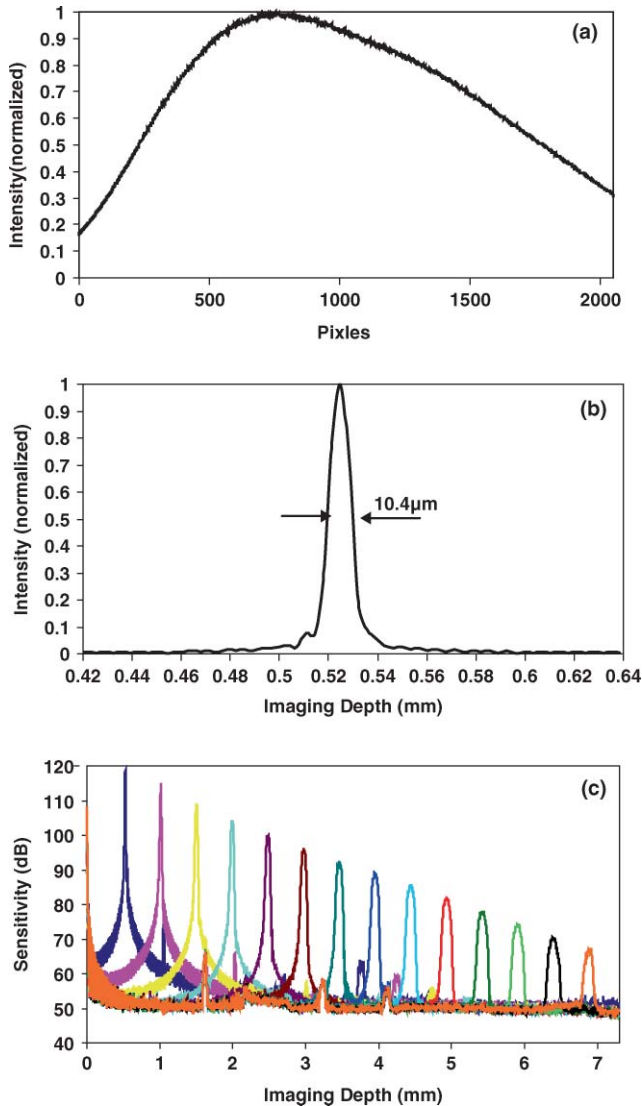 (a)
Intensity(normalized)
1
0.9
0.8
0.7
0.6
0.5
0.4
0.3
0.2
0.1
0
0 500 1000 1500 2000
Pixles
(b)
Intensity (normalized)
1
0.9
0.8
0.7
0.6
0.5
0.4
0.3
0.2
0.1
0
10.4µm
0.42 0.44 0.46 0.48 0.5 0.52 0.54 0.56 0.58 0.6 0.62 0.64
Imaging Depth (mm)
(c)
Sensitivity (dB)
120
110
100
90
80
70
60
50
40
0 1 2 3 4 5 6 7
Imaging Depth (mm)